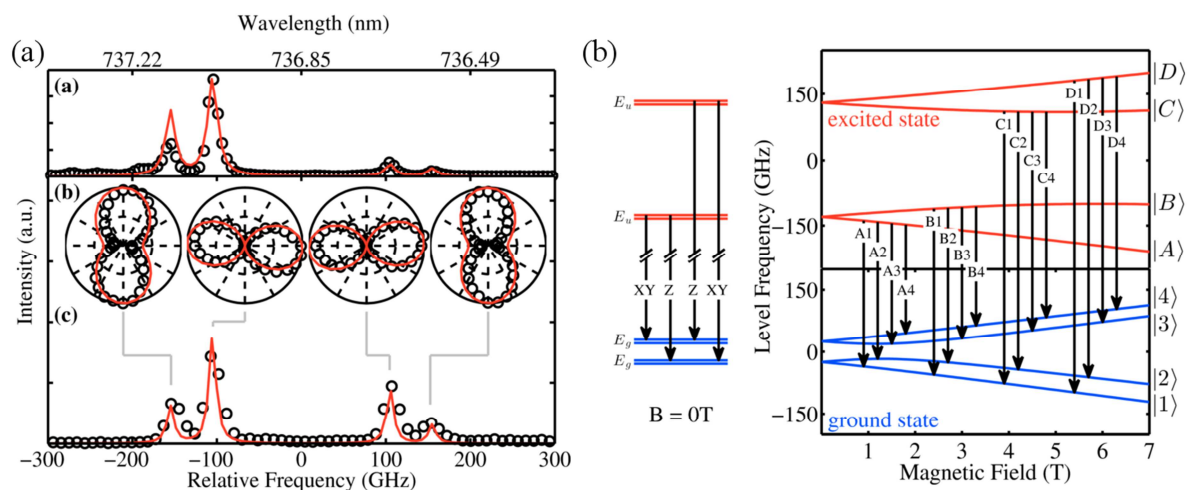 (a)
Wavelength (nm)
737.22 736.85 736.49
(a)
(b)
(c)
Intensity (a.u.)
−300 −200 −100 0 100 200 300
Relative Frequency (GHz)
(b)
E_u
E_u
XY Z Z XY
E_g
E_g
B = 0T
Level Frequency (GHz)
150
0
−150
150
0
−150
excited state
ground state
|D⟩
|C⟩
|B⟩
|A⟩
|4⟩
|3⟩
|2⟩
|1⟩
A1
A2
A3
A4
B1
B2
B3
B4
C1
C2
C3
C4
D1
D2
D3
D4
1 2 3 4 5 6 7
Magnetic Field (T)